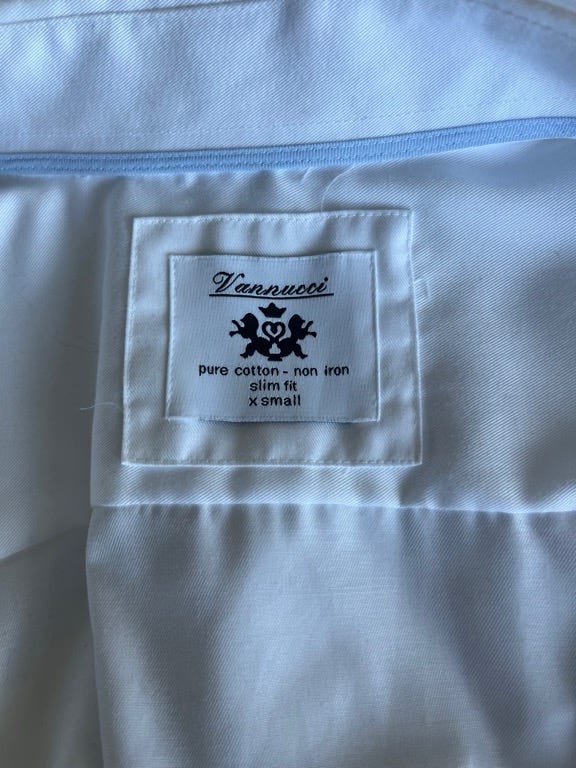 Vannucci
pure cotton - non iron
slim fit
x small